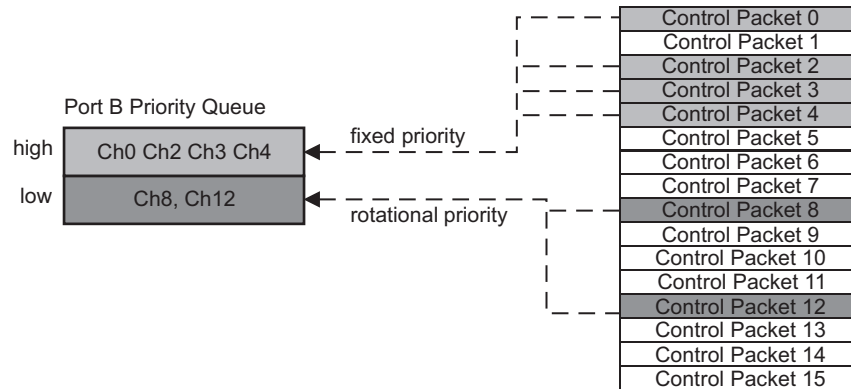 Port B Priority Queue
high
Ch0 Ch2 Ch3 Ch4
low
Ch8, Ch12
fixed priority
rotational priority
Control Packet 0
Control Packet 1
Control Packet 2
Control Packet 3
Control Packet 4
Control Packet 5
Control Packet 6
Control Packet 7
Control Packet 8
Control Packet 9
Control Packet 10
Control Packet 11
Control Packet 12
Control Packet 13
Control Packet 14
Control Packet 15